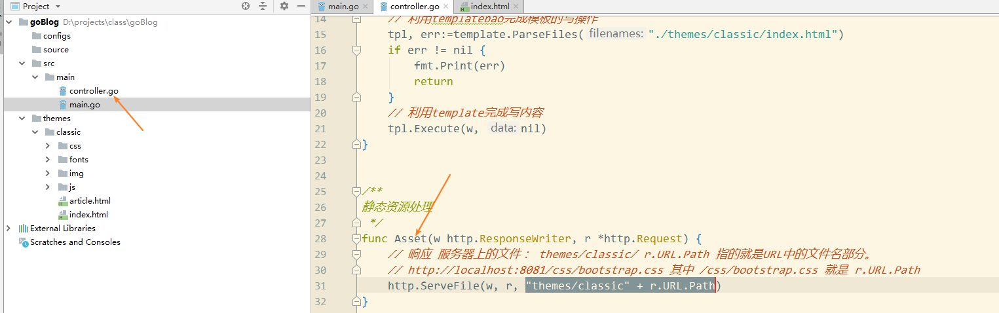 Project
goBlog D:\projects\class\goBlog
configs
source
src
main
controller.go
main.go
themes
classic
css
fonts
img
js
article.html
index.html
External Libraries
Scratches and Consoles
main.go controller.go index.html
14 // 利用templatebao完成模板的写操作
15 tpl, err:=template.ParseFiles( filenames: "./themes/classic/index.html")
16 if err != nil {
17 fmt.Print(err)
18 return
19 }
20 // 利用template完成写内容
21 tpl.Execute(w, data: nil)
22 }
23
24
25 /**
26 静态资源处理
27 */
28 func Asset(w http.ResponseWriter, r *http.Request) {
29 // 响应 服务器上的文件： themes/classic/ r.URL.Path 指的就是URL中的文件名部分。
30 // http://localhost:8081/css/bootstrap.css 其中 /css/bootstrap.css 就是 r.URL.Path
31 http.ServeFile(w, r, "themes/classic" + r.URL.Path)
32 }